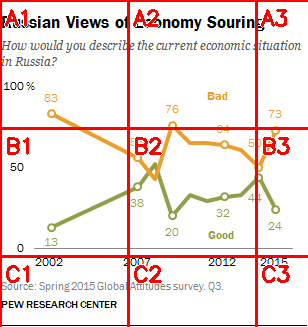 Russian Views of Economy Souring
How would you describe the current economic situation
in Russia?
100 %
83
76
Bad
73
64
50
38
44
32
20
24
13
Good
0
2002
2007
2012
2015
Source: Spring 2015 Global Attitudes survey. Q3.
PEW RESEARCH CENTER
A1
A2
A3
B1
B2
B3
C1
C2
C3